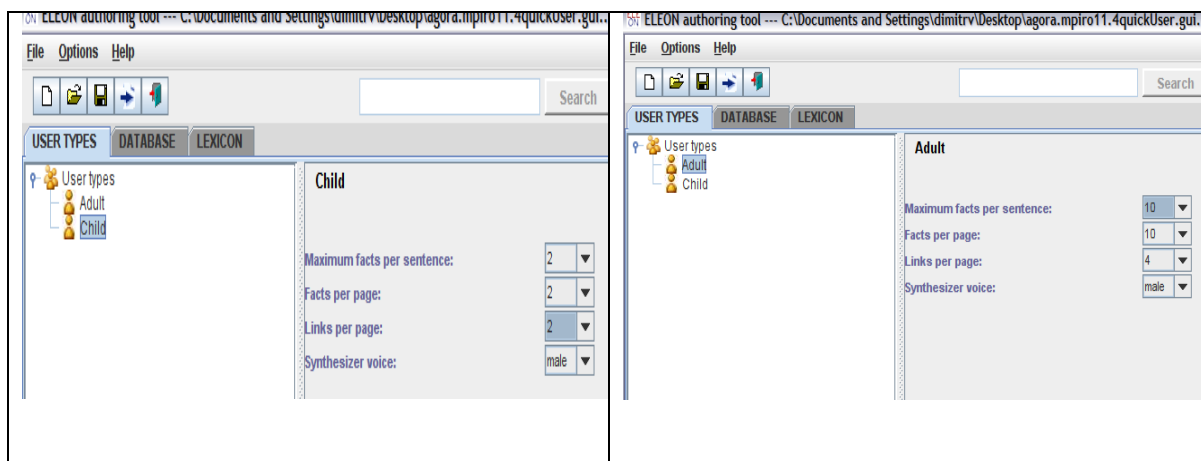 ELEON authoring tool --- C:\Documents and Settings\dimitrv\Desktop\agora.mpiro11.4quickUser.gui..
File Options Help
Search
USER TYPES DATABASE LEXICON
User types
Adult
Child
Child
Maximum facts per sentence: 2
Facts per page: 2
Links per page: 2
Synthesizer voice: male
ELEON authoring tool --- C:\Documents and Settings\dimitrv\Desktop\agora.mpiro11.4quickUser.gui.
File Options Help
Search
USER TYPES DATABASE LEXICON
User types
Adult
Child
Adult
Maximum facts per sentence: 10
Facts per page: 10
Links per page: 4
Synthesizer voice: male